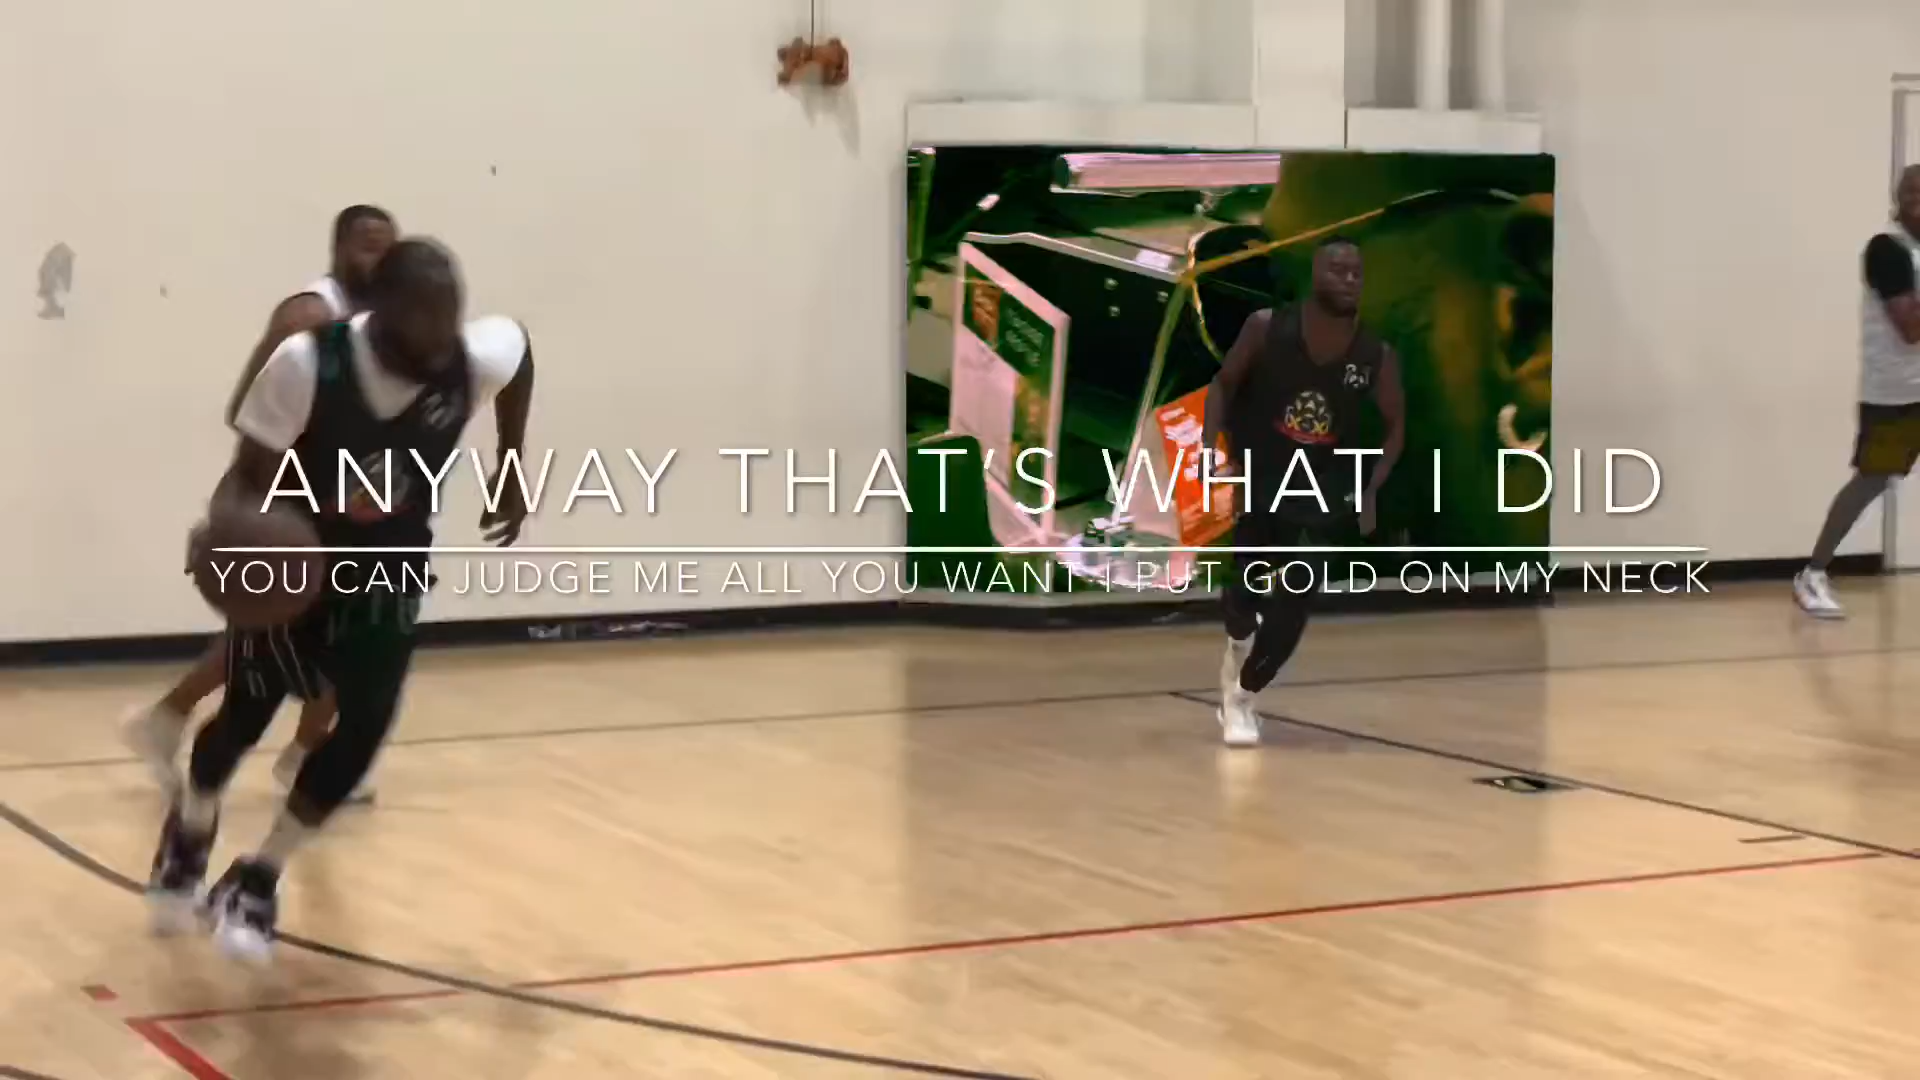 ANYWAY THAT'S WHAT I DID
YOU CAN JUDGE ME ALL YOU WANT I PUT GOLD ON MY NECK